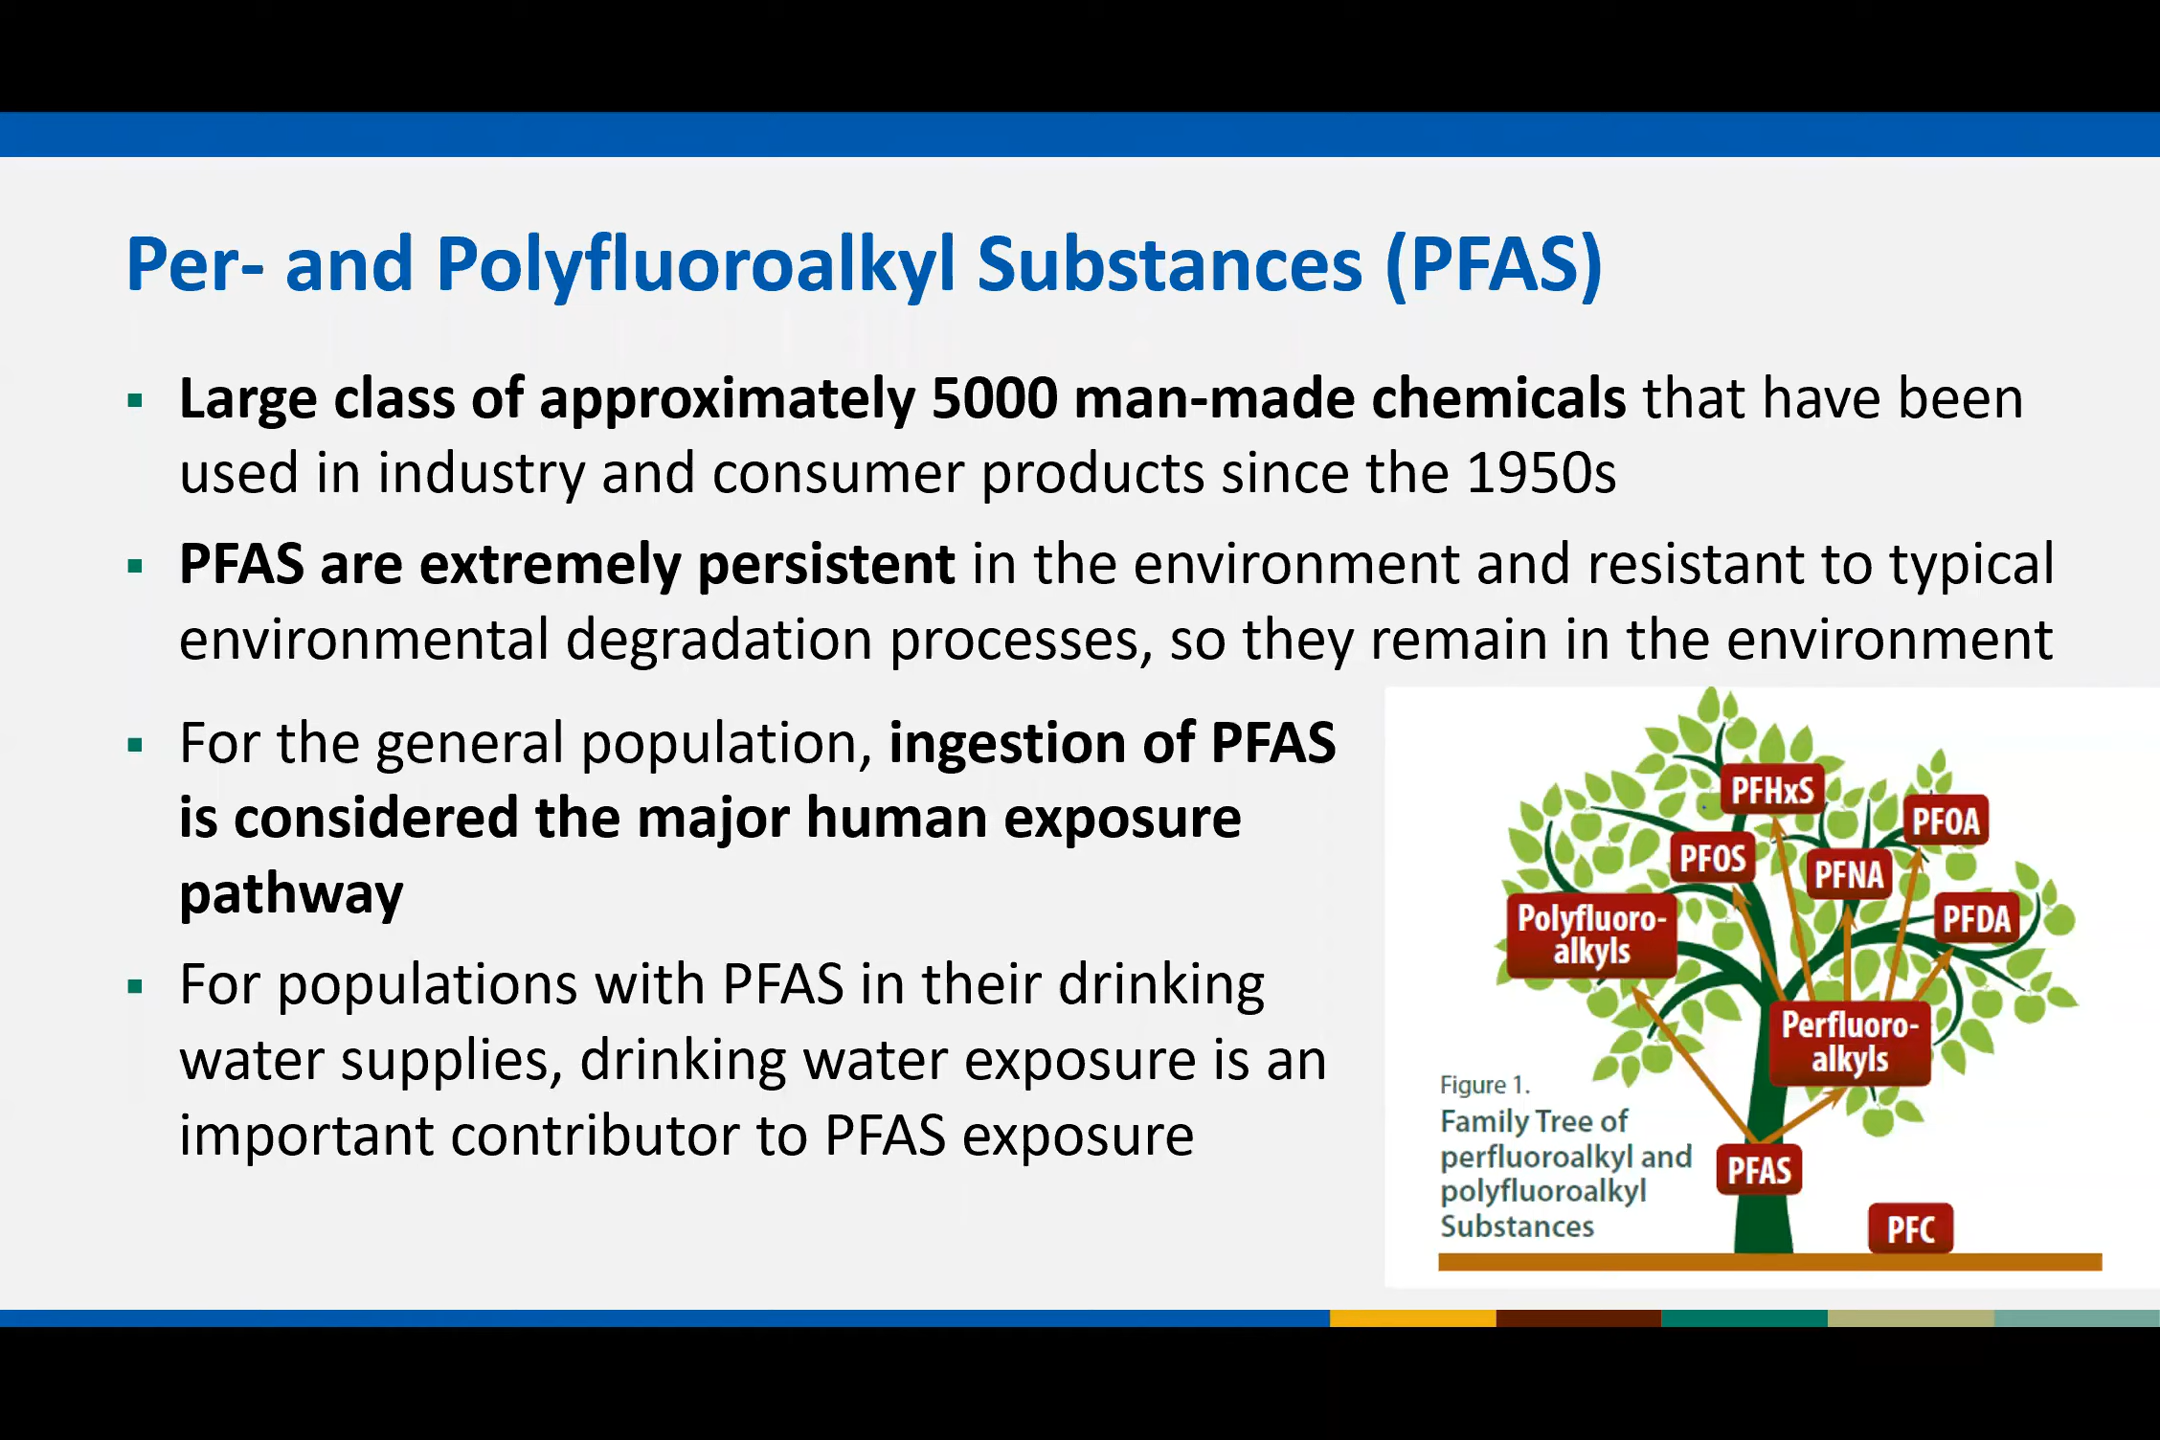 Per- and Polyfluoroalkyl Substances (PFAS)
Large class of approximately 5000 man-made chemicals that have been
used in industry and consumer products since the 1950s
PFAS are extremely persistent in the environment and resistant to typical
environmental degradation processes, so they remain in the environment
For the general population, ingestion of PFAS
is considered the major human exposure
pathway
For populations with PFAS in their drinking
water supplies, drinking water exposure is an
important contributor to PFAS exposure
PFHxS
PFOA
PFOS
PFNA
PFDA
Polyfluoro-
alkyls
Perfluoro-
alkyls
Figure 1.
Family Tree of
perfluoroalkyl and
polyfluoroalkyl
Substances
PFAS
PFC